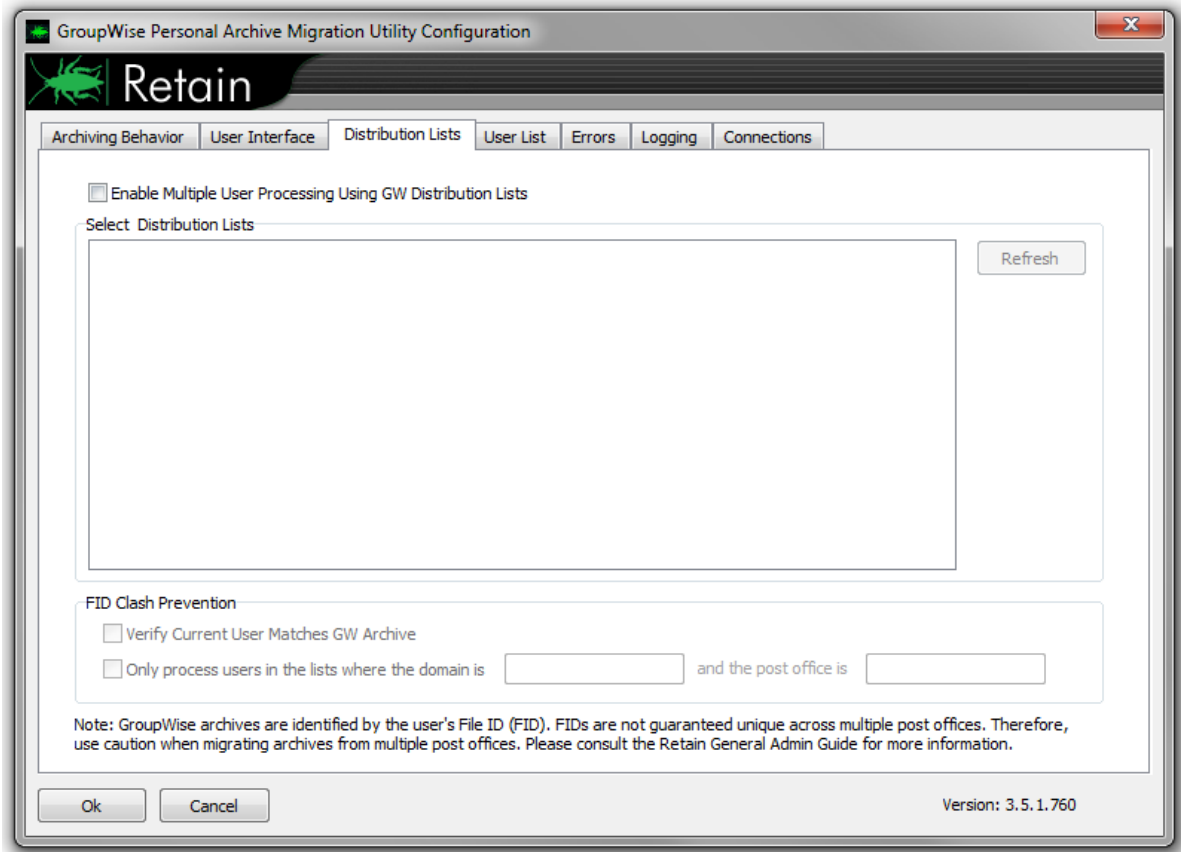 GroupWise Personal Archive Migration Utility Configuration
Retain
Archiving Behavior User Interface Distribution Lists User List Errors Logging Connections
Enable Multiple User Processing Using GW Distribution Lists
Select Distribution Lists
Refresh
FID Clash Prevention
Verify Current User Matches GW Archive
Only process users in the lists where the domain is and the post office is
Note: GroupWise archives are identified by the user's File ID (FID). FIDs are not guaranteed unique across multiple post offices. Therefore,
use caution when migrating archives from multiple post offices. Please consult the Retain General Admin Guide for more information.
Ok Cancel Version: 3.5.1.760